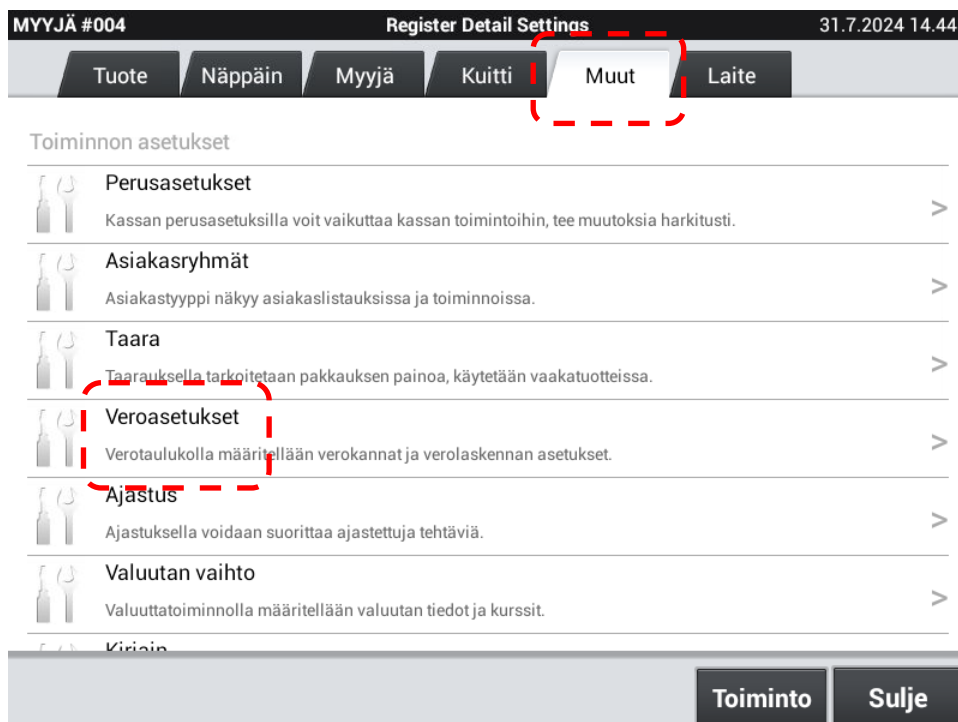 MYYJÄ #004 Register Detail Settings 31.7.2024 14.44
Tuote Näppäin Myyjä Kuitti Muut Laite
Toiminnon asetukset
Perusasetukset
Kassan perusasetuksilla voit vaikuttaa kassan toimintoihin, tee muutoksia harkitusti.
>
Asiakasryhmät
Asiakastyyppi näkyy asiakaslistauksissa ja toiminnoissa.
>
Taara
Taarauksella tarkoitetaan pakkauksen painoa, käytetään vaakatuotteissa.
>
Veroasetukset
Verotaulukolla määritellään verokannat ja verolaskennan asetukset.
>
Ajastus
Ajastuksella voidaan suorittaa ajastettuja tehtäviä.
>
Valuutan vaihto
Valuuttatoiminnolla määritellään valuutan tiedot ja kurssit.
>
Kirjain
Toiminto Sulje